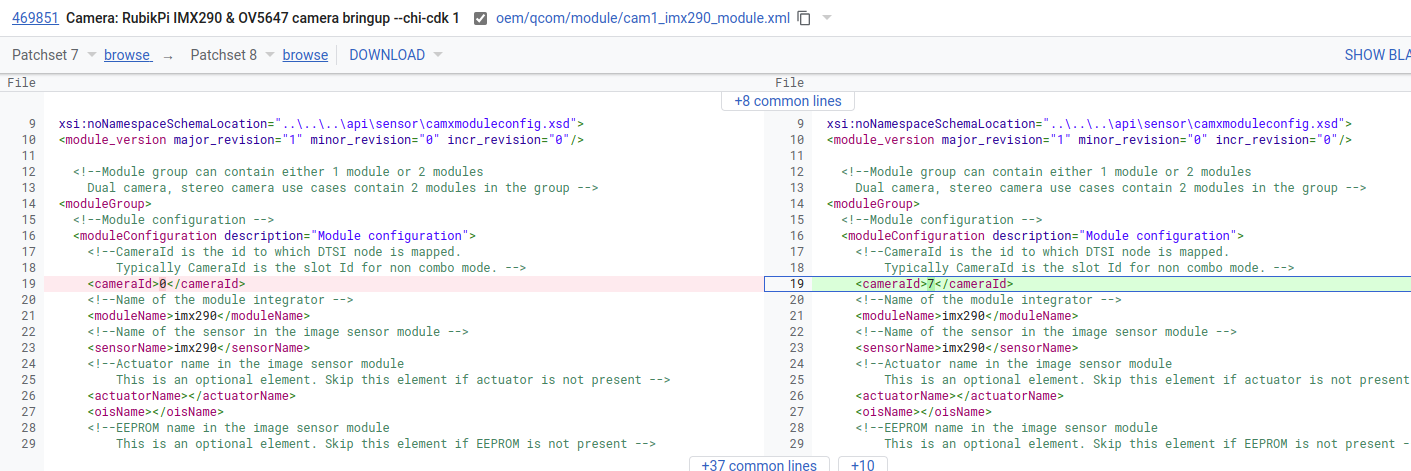 469851 Camera: RubikPi IMX290 & OV5647 camera bringup --chi-cdk 1 oem/qcom/module/cam1_imx290_module.xml
Patchset 7 browse → Patchset 8 browse DOWNLOAD SHOW BLA
File File
+8 common lines
9 xsi:noNamespaceSchemaLocation="..\..\..\api\sensor\camxmoduleconfig.xsd"> 9 xsi:noNamespaceSchemaLocation="..\..\..\api\sensor\camxmoduleconfig.xsd">
10 <module_version major_revision="1" minor_revision="0" incr_revision="0"/> 10 <module_version major_revision="1" minor_revision="0" incr_revision="0"/>
11 11
12 <!--Module group can contain either 1 module or 2 modules 12 <!--Module group can contain either 1 module or 2 modules
13 Dual camera, stereo camera use cases contain 2 modules in the group --> 13 Dual camera, stereo camera use cases contain 2 modules in the group -->
14 <moduleGroup> 14 <moduleGroup>
15 <!--Module configuration --> 15 <!--Module configuration -->
16 <moduleConfiguration description="Module configuration"> 16 <moduleConfiguration description="Module configuration">
17 <!--CameraId is the id to which DTSI node is mapped. 17 <!--CameraId is the id to which DTSI node is mapped.
18 Typically CameraId is the slot Id for non combo mode. --> 18 Typically CameraId is the slot Id for non combo mode. -->
19 <cameraId>0</cameraId> 19 <cameraId>7</cameraId>
20 <!--Name of the module integrator --> 20 <!--Name of the module integrator -->
21 <moduleName>imx290</moduleName> 21 <moduleName>imx290</moduleName>
22 <!--Name of the sensor in the image sensor module --> 22 <!--Name of the sensor in the image sensor module -->
23 <sensorName>imx290</sensorName> 23 <sensorName>imx290</sensorName>
24 <!--Actuator name in the image sensor module 24 <!--Actuator name in the image sensor module
25 This is an optional element. Skip this element if actuator is not present --> 25 This is an optional element. Skip this element if actuator is not present
26 <actuatorName></actuatorName> 26 <actuatorName></actuatorName>
27 <oisName></oisName> 27 <oisName></oisName>
28 <!--EEPROM name in the image sensor module 28 <!--EEPROM name in the image sensor module
29 This is an optional element. Skip this element if EEPROM is not present --> 29 This is an optional element. Skip this element if EEPROM is not present -
+37 common lines +10